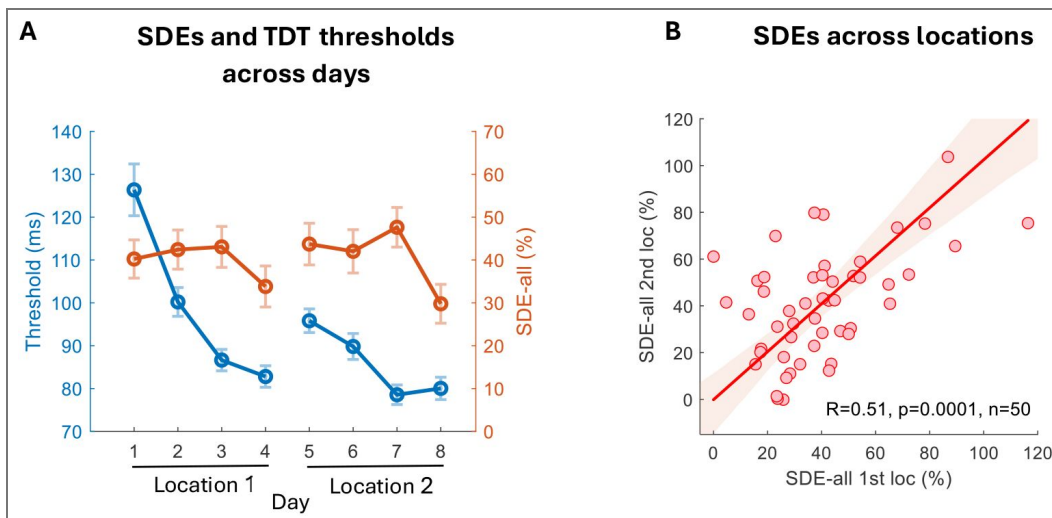 A
SDEs and TDT thresholds
across days
140
130
120
110
100
90
80
70
Threshold (ms)
70
60
50
40
30
20
10
0
SDE-all (%)
1 2 3 4 5 6 7 8
Location 1 Location 2
Day
B
SDEs across locations
120
100
80
60
40
20
0
SDE-all 2nd loc (%)
R=0.51, p=0.0001, n=50
0 20 40 60 80 100 120
SDE-all 1st loc (%)